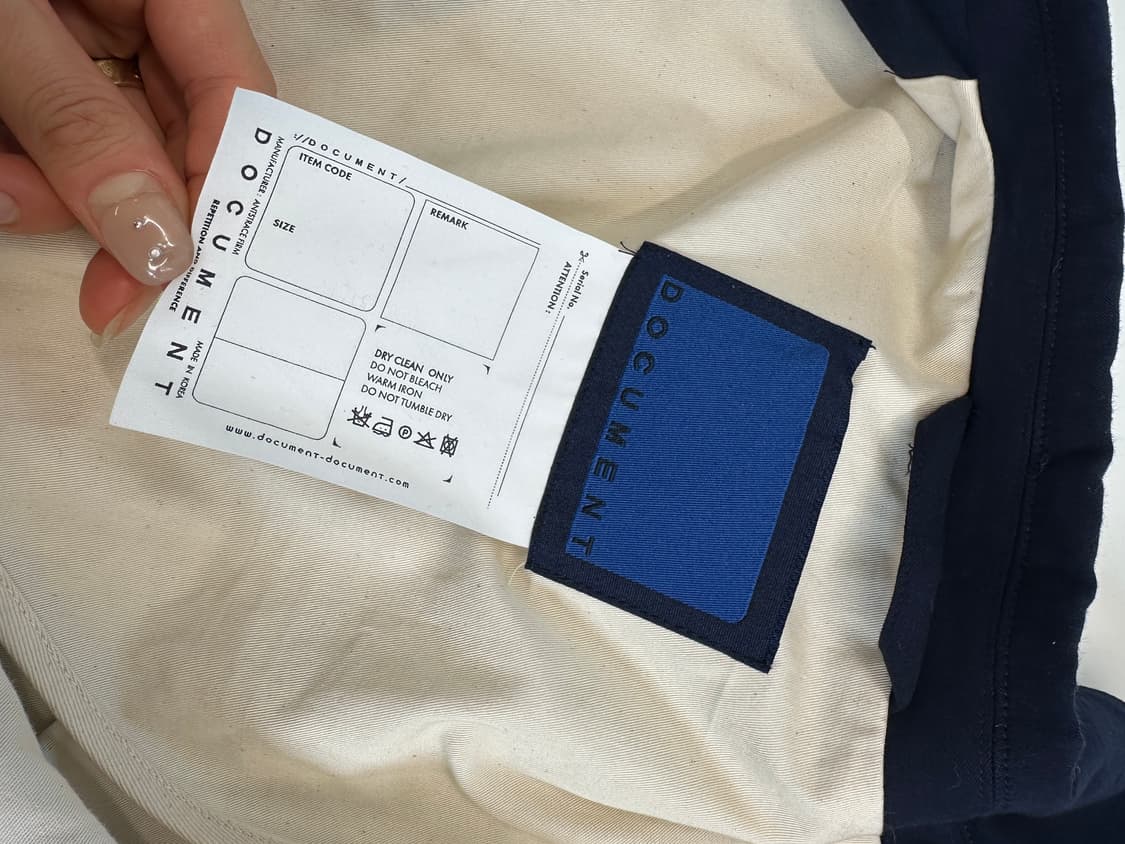 ://DOCUMENT/
ITEM CODE
SIZE
REMARK
DRY CLEAN ONLY
DO NOT BLEACH
WARM IRON
DO NOT TUMBLE DRY
P
www.document-document.com
MANUFACTURER : ANTISTRACE FIRM
MADE IN KOREA
DOCUMENT
REPETITION AND DIFFERENCE
Serial No.
ATTENTION :
DOCUMENT